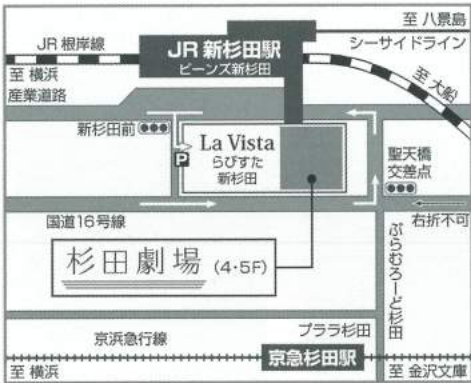 至 八景島
JR 根岸線
シーサイドライン
JR 新杉田駅
ビーンズ新杉田
至 横浜
至 大船
産業道路
新杉田前
La Vista
らびすた
新杉田
P
聖天橋
交差点
国道16号線
右折不可
杉田劇場 (4・5F)
ぷらむろーど杉田
プララ杉田
京浜急行線
京急杉田駅
至 横浜
至 金沢文庫